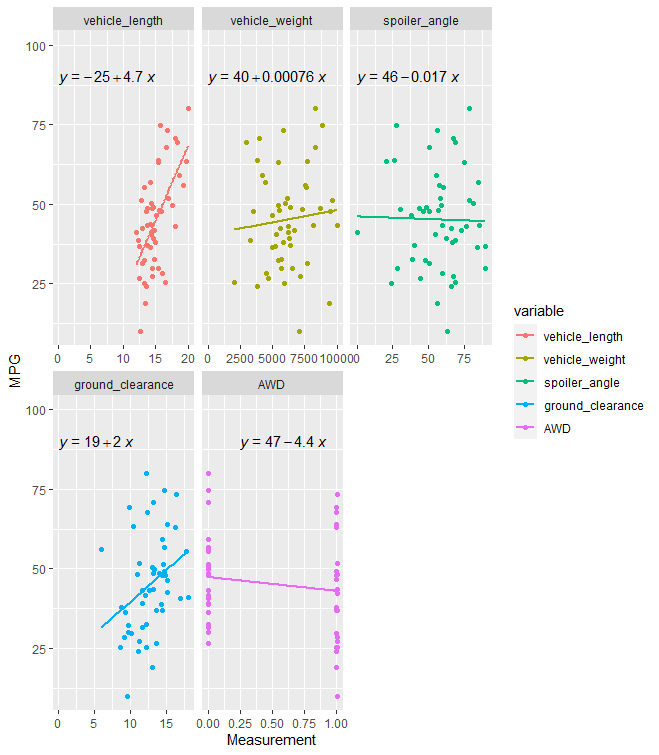 vehicle_length vehicle_weight spoiler_angle
100
y = −25 + 4.7 x y = 40 + 0.00076 x y = 46 − 0.017 x
75
50
25
0 5 10 15 20 0 2500 5000 7500 10000 0 25 50 75
MPG
variable
vehicle_length
vehicle_weight
spoiler_angle
ground_clearance
AWD
ground_clearance AWD
100
y = 19 + 2 x y = 47 − 4.4 x
75
50
25
0 5 10 15 0.00 0.25 0.50 0.75 1.00
Measurement